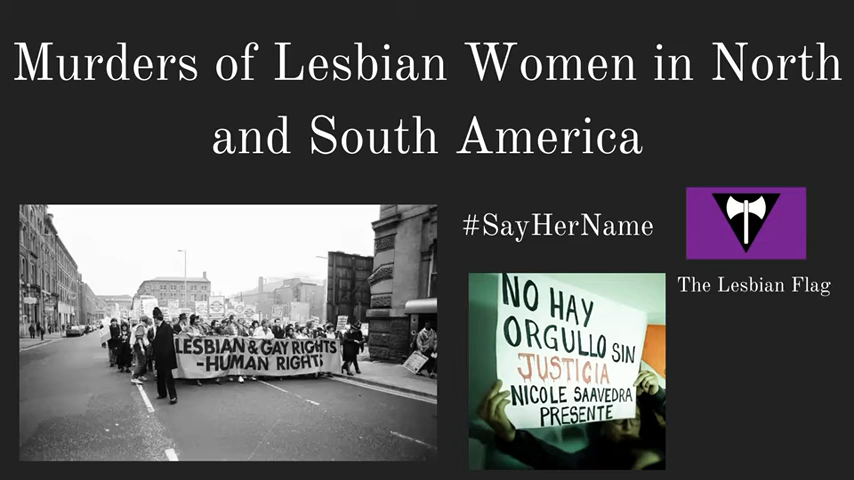 Murders of Lesbian Women in North
and South America
#SayHerName
The Lesbian Flag
LESBIAN & GAY RIGHTS
-HUMAN RIGHTS
NO HAY
ORGULLO SIN
JUSTICIA
NICOLE SAAVEDRA
PRESENTE